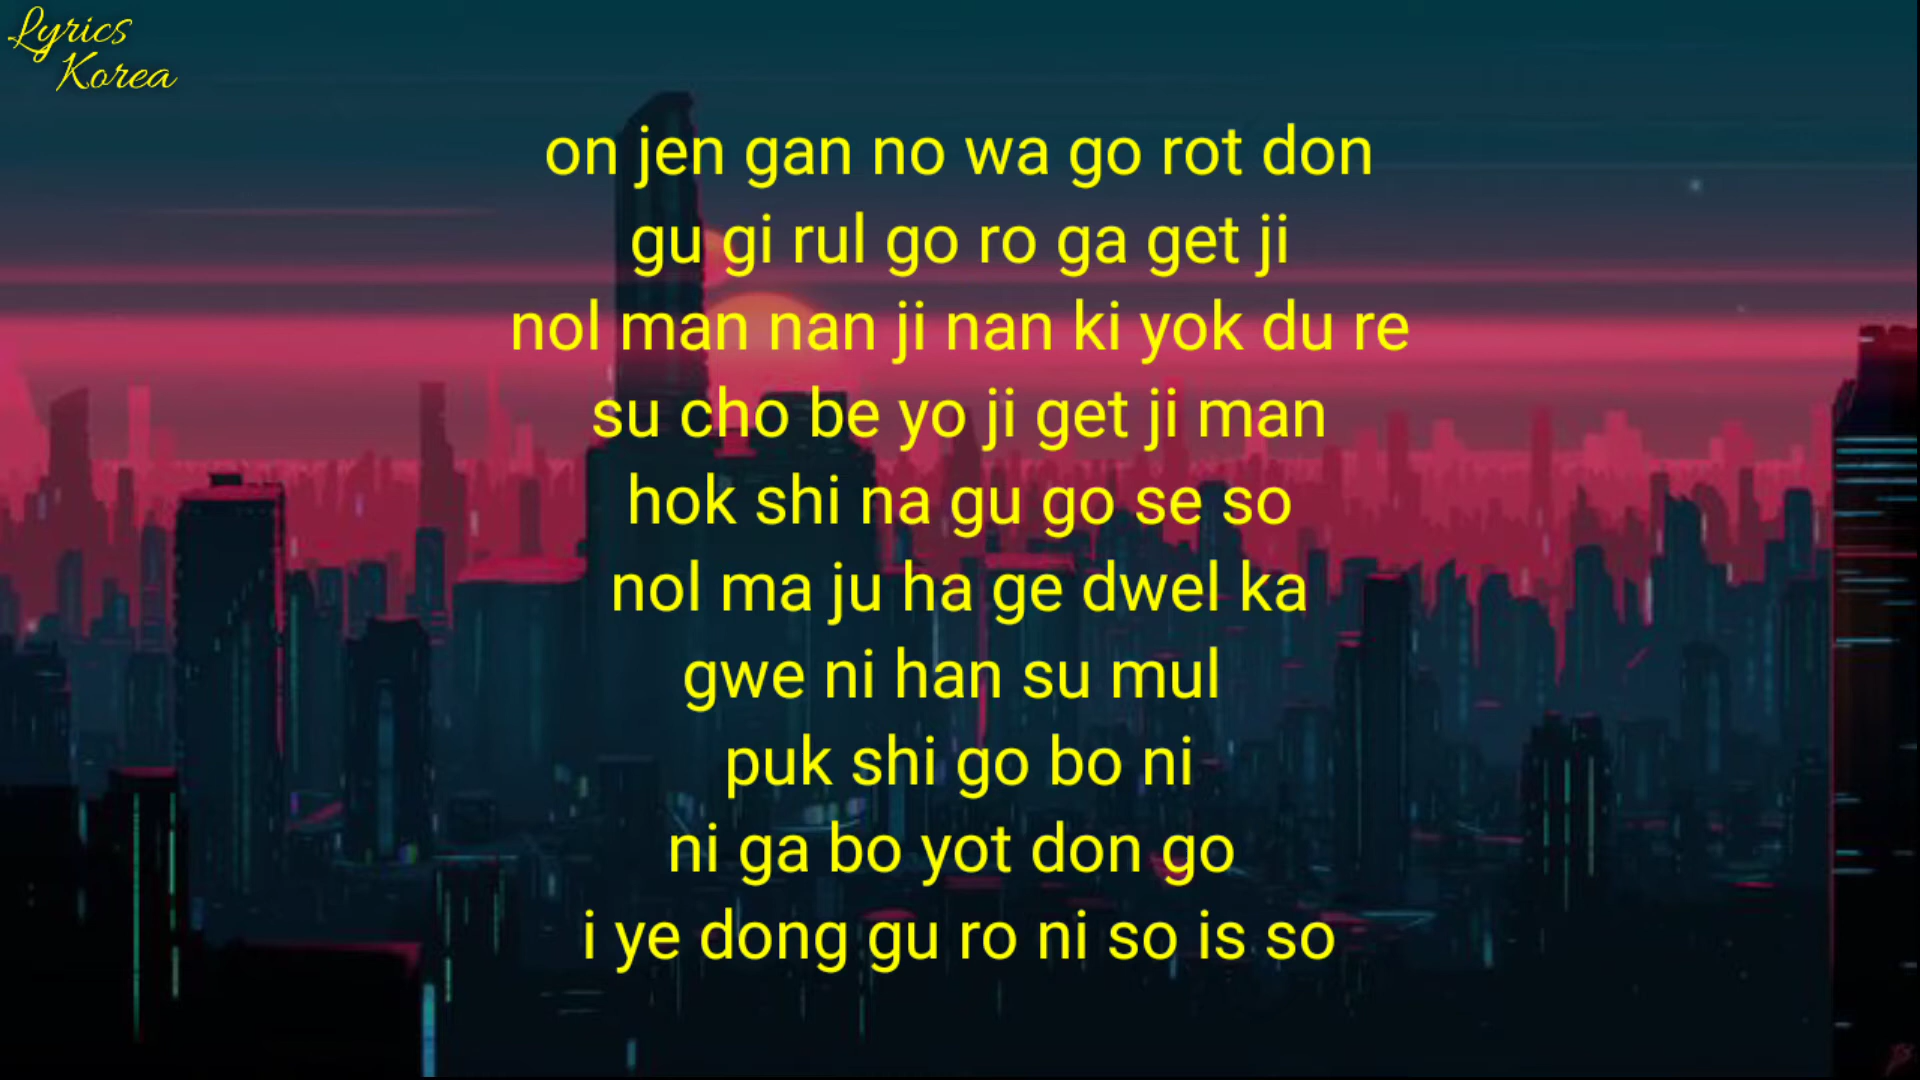 Lyrics
Korea
on jen gan no wa go rot don
gu gi rul go ro ga get ji
nol man nan ji nan ki yok du re
su cho be yo ji get ji man
hok shi na gu go se so
nol ma ju ha ge dwel ka
gwe ni han su mul
puk shi go bo ni
ni ga bo yot don go
i ye dong gu ro ni so is so